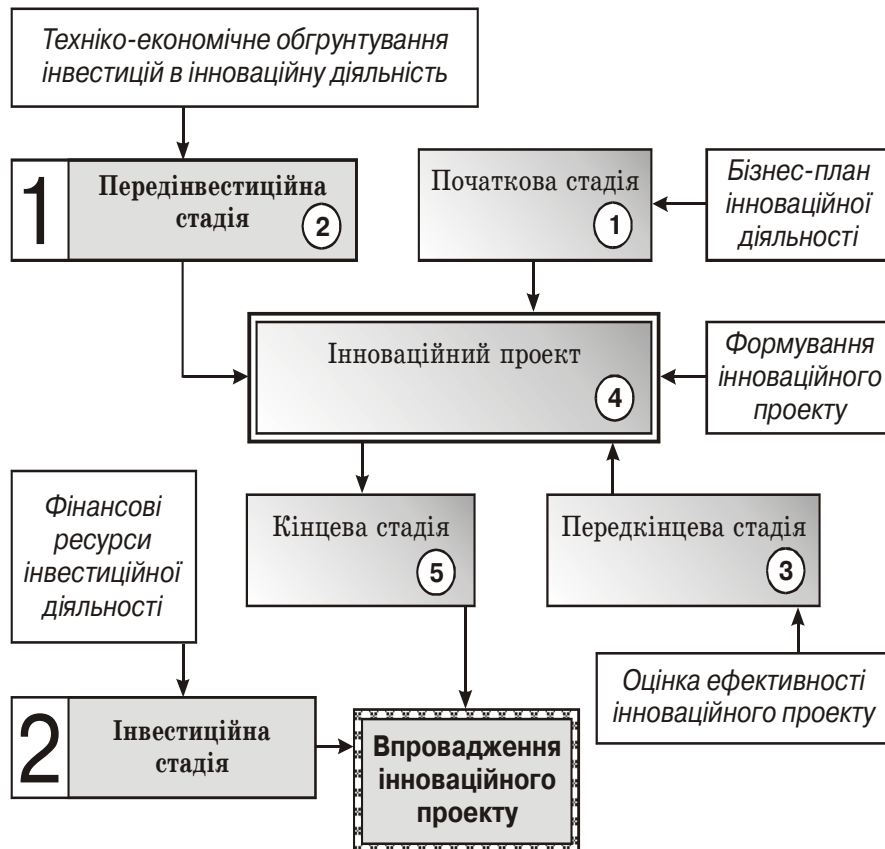 Техніко-економічне обгрунтування
інвестицій в інноваційну діяльність
1
Передінвестиційна
стадія
2
Початкова стадія
1
Бізнес-план
інноваційної
діяльності
Інноваційний проект
4
Формування
інноваційного
проекту
Фінансові
ресурси
інвестиційної
діяльності
Кінцева стадія
5
Передкінцева стадія
3
2
Інвестиційна
стадія
Впровадження
інноваційного
проекту
Оцінка ефективності
інноваційного проекту